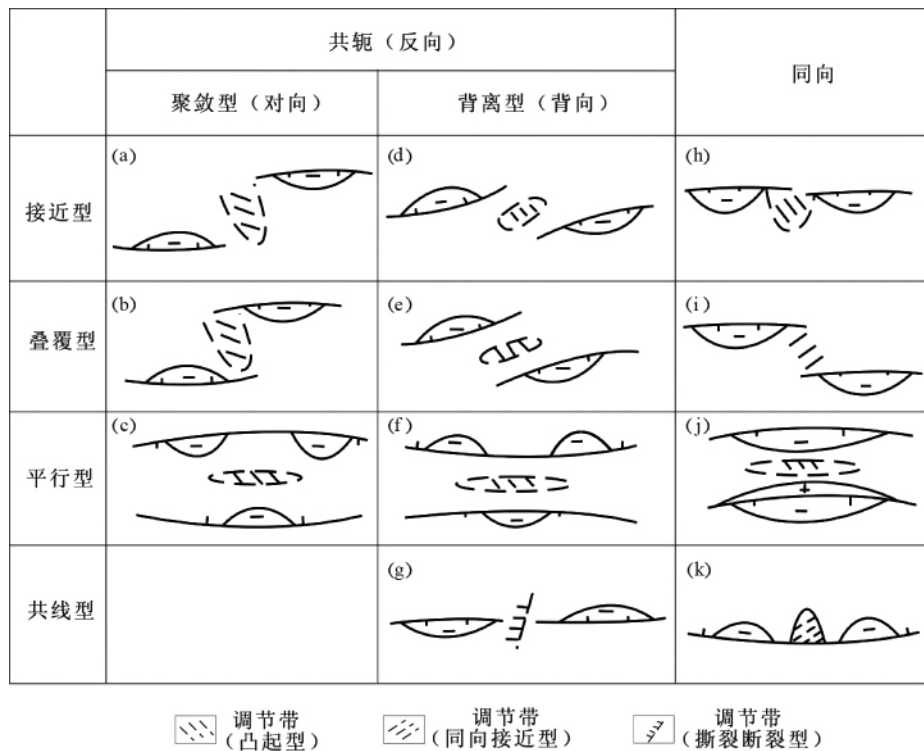 共轭（反向）
同向
聚敛型（对向）
背离型（背向）
接近型
(a)
(d)
(h)
叠覆型
(b)
(e)
(i)
平行型
(c)
(f)
(j)
共线型
(g)
(k)
调节带
(凸起型)
调节带
(同向接近型)
调节带
(撕裂断裂型)